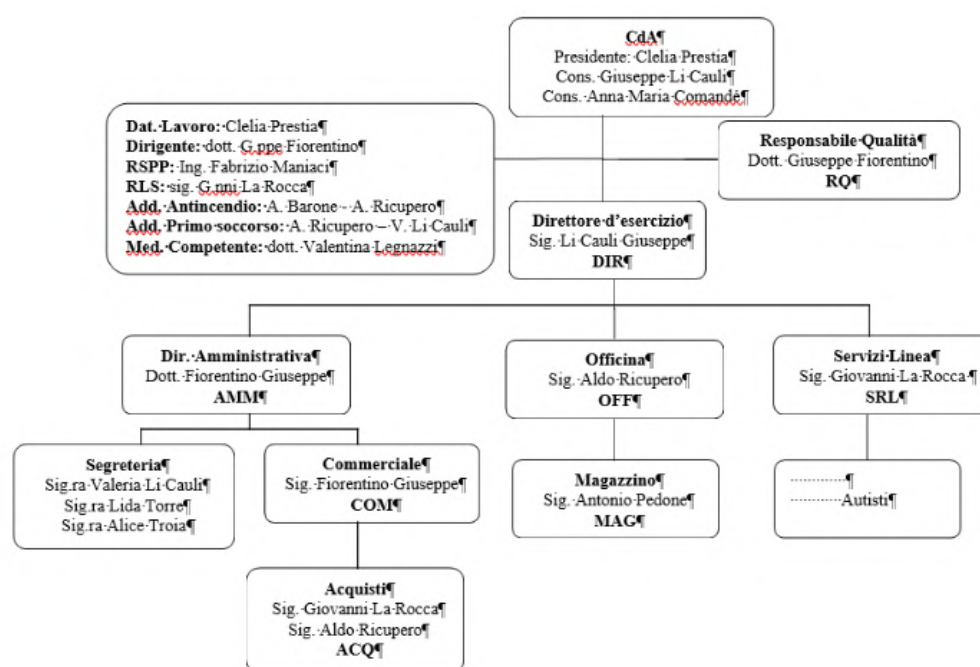 CdA¶
Presidente: Clelia·Prestia¶
Cons.·Giuseppe·Li·Cauli¶
Cons.·Anna·Maria·Comandé¶
Dat.·Lavoro:·Clelia·Prestia¶
Dirigente:·dott.·G.ppe·Fiorentino¶
RSPP:·Ing.·Fabrizio·Maniaci¶
RLS:·sig.·G.nni·La·Rocca¶
Add.·Antincendio:·A.·Barone·-·A.·Ricupero¶
Add.·Primo·soccorso:·A.·Ricupero·–·V.·Li·Cauli¶
Med.·Competente:·dott.·Valentina·Legnazzi¶
Responsabile·Qualità¶
Dott.·Giuseppe·Fiorentino¶
RQ¶
Direttore·d’esercizio¶
Sig.·Li·Cauli·Giuseppe¶
DIR¶
Dir.·Amministrativa¶
Dott.·Fiorentino·Giuseppe¶
AMM¶
Officina¶
Sig.·Aldo·Ricupero¶
OFF¶
Servizi·Linea¶
Sig.·Giovanni·La·Rocca·¶
SRL¶
Segreteria¶
Sig.ra·Valeria·Li·Cauli¶
Sig.ra·Lida·Torre¶
Sig.ra·Alice·Troia¶
Commerciale¶
Sig.·Fiorentino·Giuseppe¶
COM¶
Magazzino¶
Sig.·Antonio·Pedone¶
MAG¶
············¶
············Autisti¶
Acquisti¶
Sig.·Giovanni·La·Rocca¶
Sig.·Aldo·Ricupero¶
ACQ¶